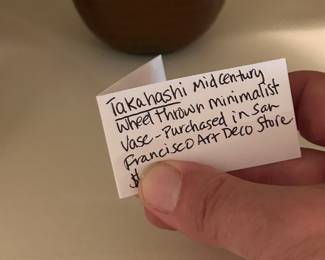 Takahashi Midcentury
Wheel thrown minimalist
Vase - Purchased in San
Francisco Art Deco Store
$